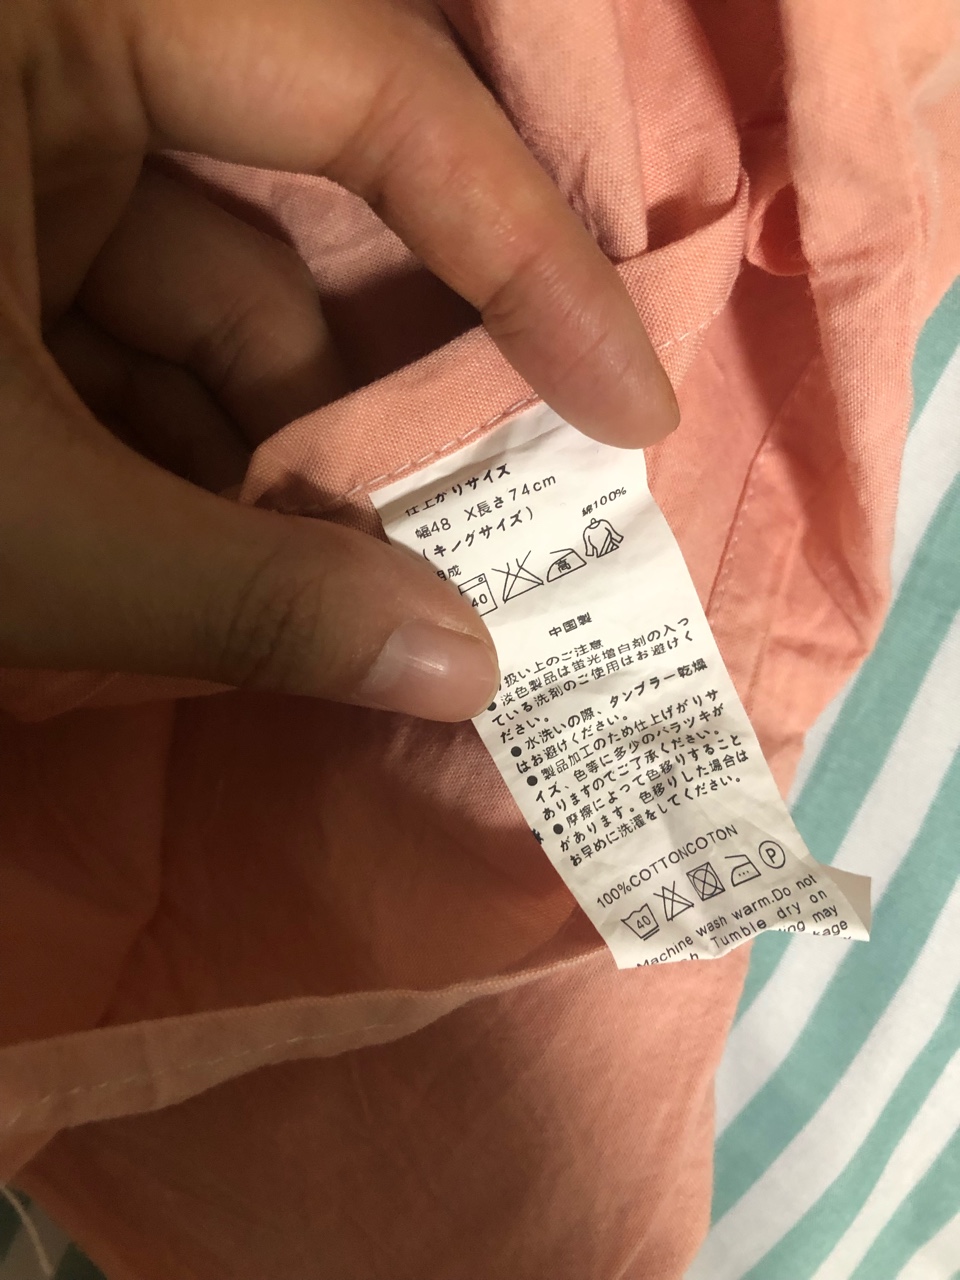 仕上がりサイズ
幅48 X長さ74cm
(キングサイズ)
成
綿100%
40
高
中国製
扱い上のご注意
●淡色製品は蛍光増白剤の入っ
ている洗剤のご使用はお避けく
ださい。
●水洗いの際、タンブラー乾燥
はお避けください。
●製品加工のため仕上げがりサ
イズ、色等に多少のバラツキが
ありますのでご了承ください。
●摩擦によって色移りすること
があります。色移りした場合は
お早めに洗濯をしてください。
100%COTTONCOTON
40 P
Machine wash warm.Do not
Tumble dry on
may